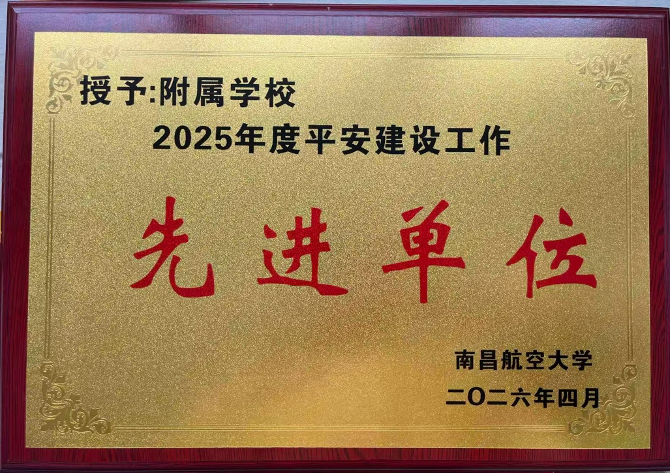 授予:附属学校
2025年度平安建设工作
先进单位
南昌航空大学
二〇二六年四月